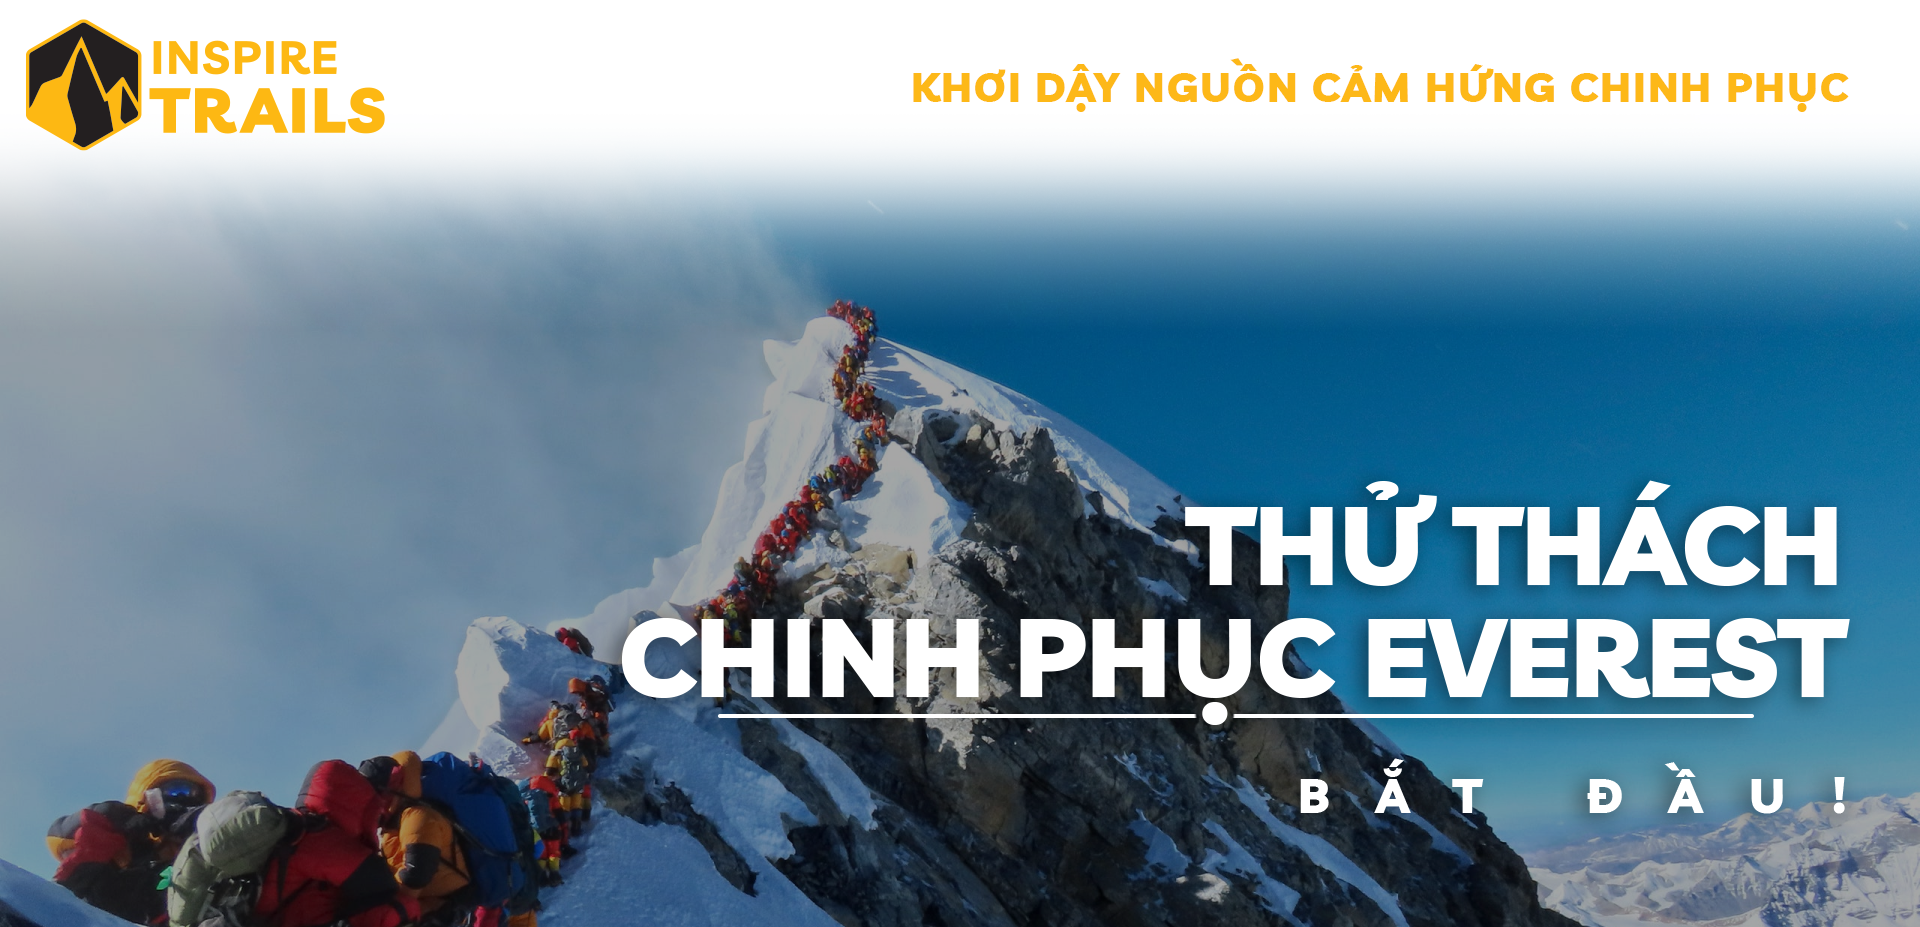 INSPIRE
TRAILS
KHƠI DẬY NGUỒN CẢM HỨNG CHINH PHỤC
THỬ THÁCH
CHINH PHỤC EVEREST
BẮT ĐẦU!